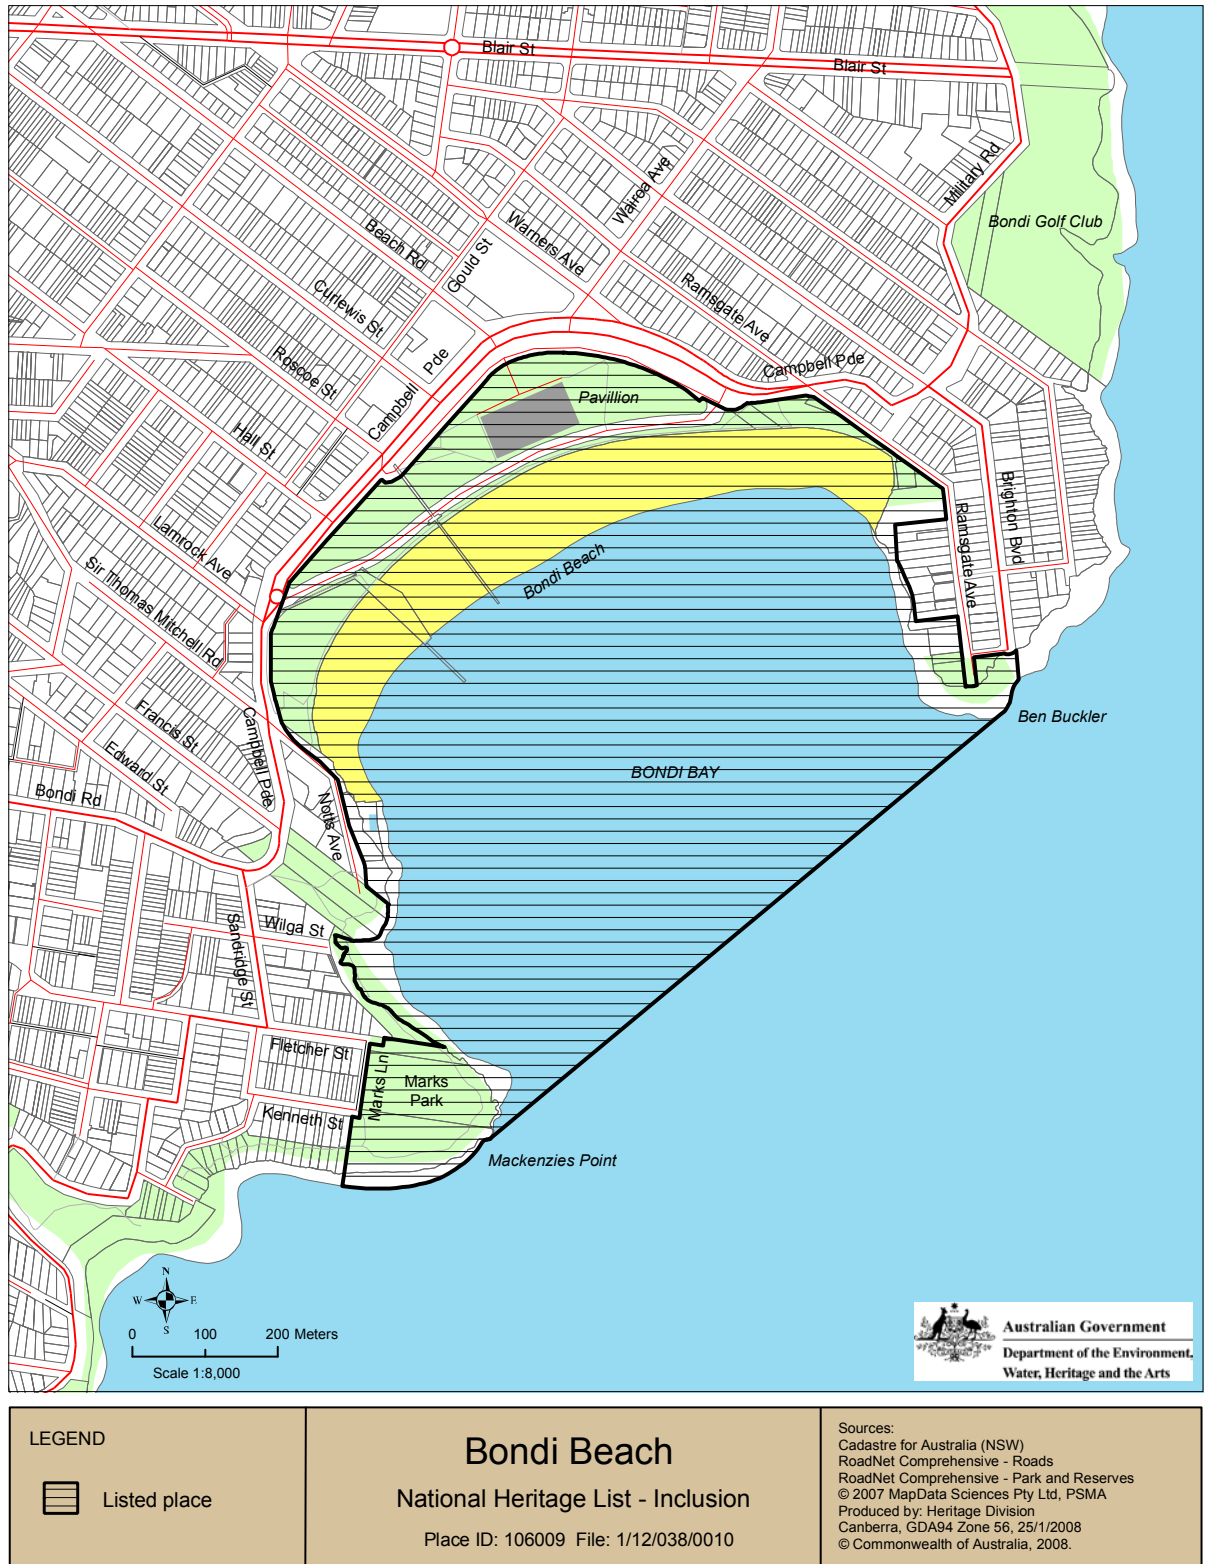 Blair St
Blair St
Military Rd
Bondi Golf Club
Wairoa Ave
Warners Ave
Beach Rd
Gould St
Curlewis St
Ramsgate Ave
Roscoe St
Campbell Pde
Campbell Pde
Pavillion
Hall St
Brighton Bvd
Ramsgate Ave
Lamrock Ave
Bondi Beach
Sir Thomas Mitchell Rd
Francis St
Campbell Pde
Ben Buckler
Edward St
BONDI BAY
Bondi Rd
Notts Ave
Wilga St
Sandridge St
Fletcher St
Marks Ln
Marks
Park
Kenneth St
Mackenzies Point
N
W E
S
0 100 200 Meters
Scale 1:8,000
Australian Government
Department of the Environment,
Water, Heritage and the Arts
LEGEND
Listed place
Bondi Beach
National Heritage List - Inclusion
Place ID: 106009 File: 1/12/038/0010
Sources:
Cadastre for Australia (NSW)
RoadNet Comprehensive - Roads
RoadNet Comprehensive - Park and Reserves
© 2007 MapData Sciences Pty Ltd, PSMA
Produced by: Heritage Division
Canberra, GDA94 Zone 56, 25/1/2008
© Commonwealth of Australia, 2008.